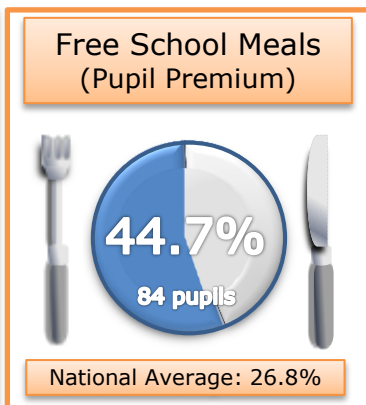 Free School Meals
(Pupil Premium)
44.7%
84 pupils
National Average: 26.8%